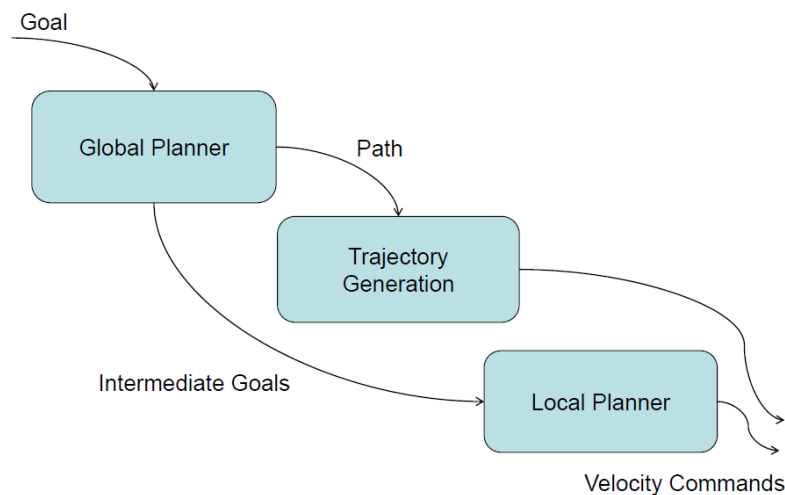 Goal
Global Planner
Path
Trajectory
Generation
Intermediate Goals
Local Planner
Velocity Commands